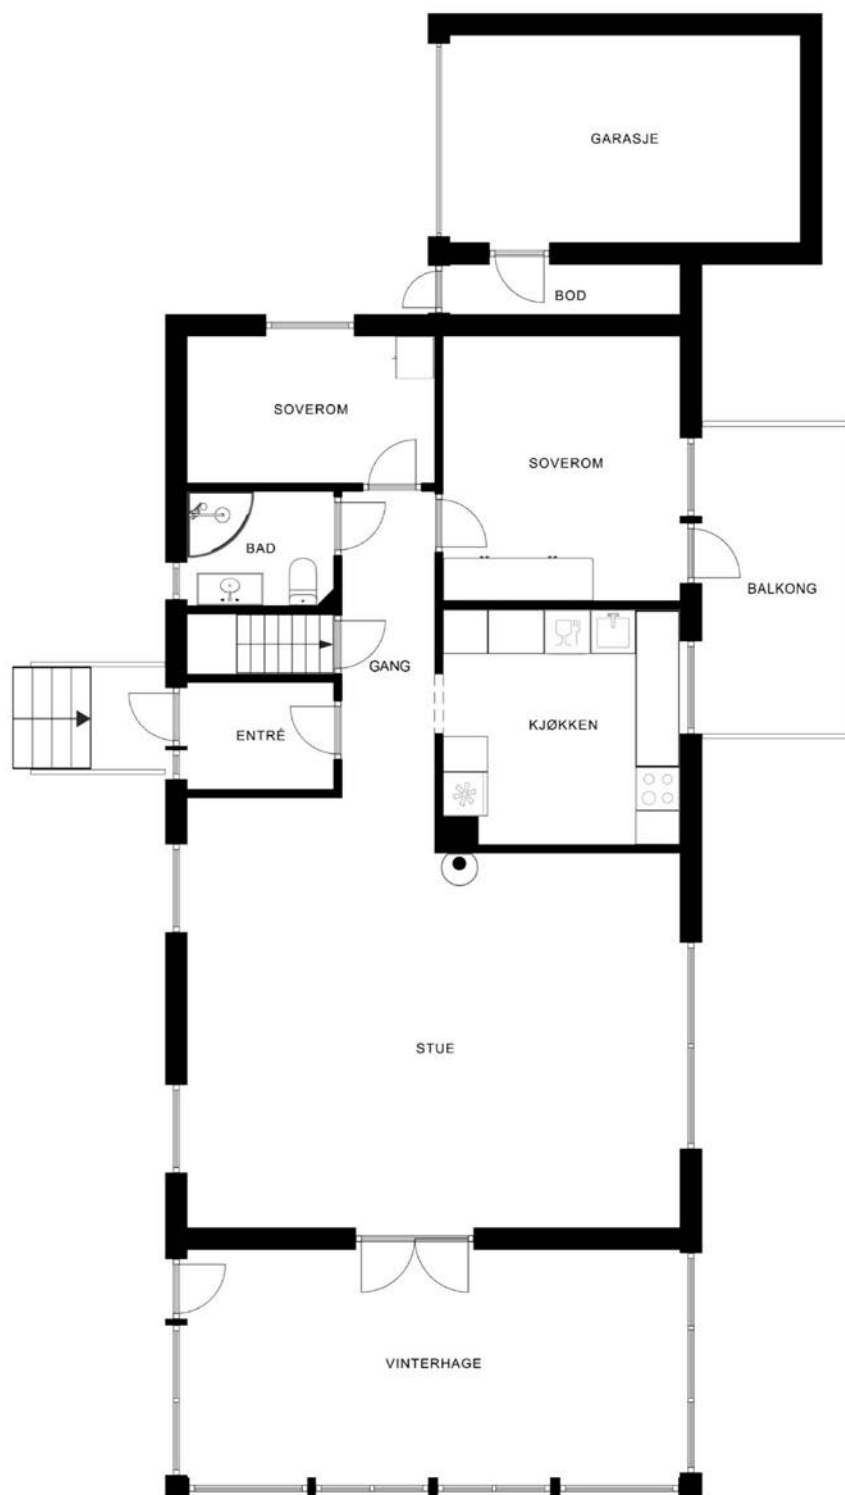 GARASJE
BOD
SOVEROM
SOVEROM
BAD
BALKONG
GANG
KJØKKEN
ENTRÉ
STUE
VINTERHAGE